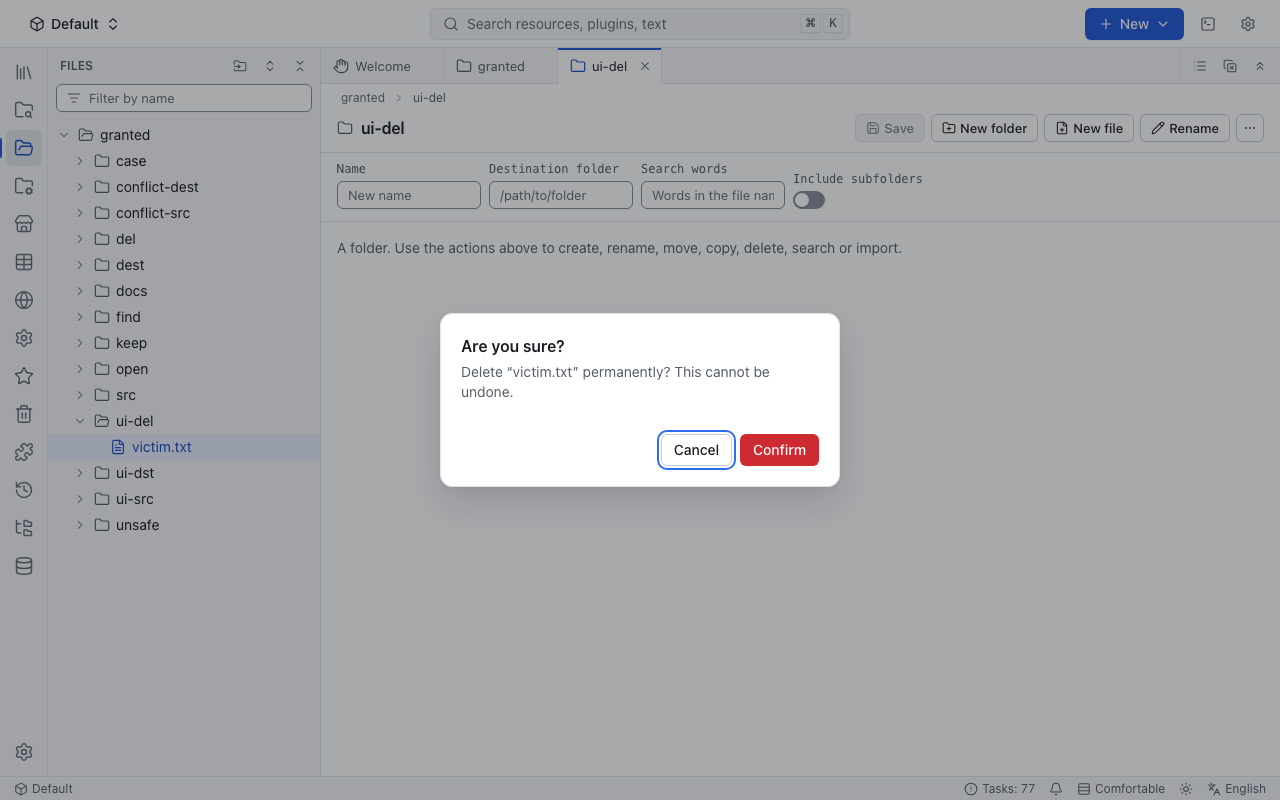 Default
Search resources, plugins, text
⌘ K
New
FILES
Filter by name
granted
case
conflict-dest
conflict-src
del
dest
docs
find
keep
open
src
ui-del
victim.txt
ui-dst
ui-src
unsafe
Welcome
granted
ui-del
granted > ui-del
ui-del
Save
New folder
New file
Rename
Name
New name
Destination folder
/path/to/folder
Search words
Words in the file nan
Include subfolders
A folder. Use the actions above to create, rename, move, copy, delete, search or import.
Are you sure?
Delete “victim.txt” permanently? This cannot be
undone.
Cancel
Confirm
Default
Tasks: 77
Comfortable
English